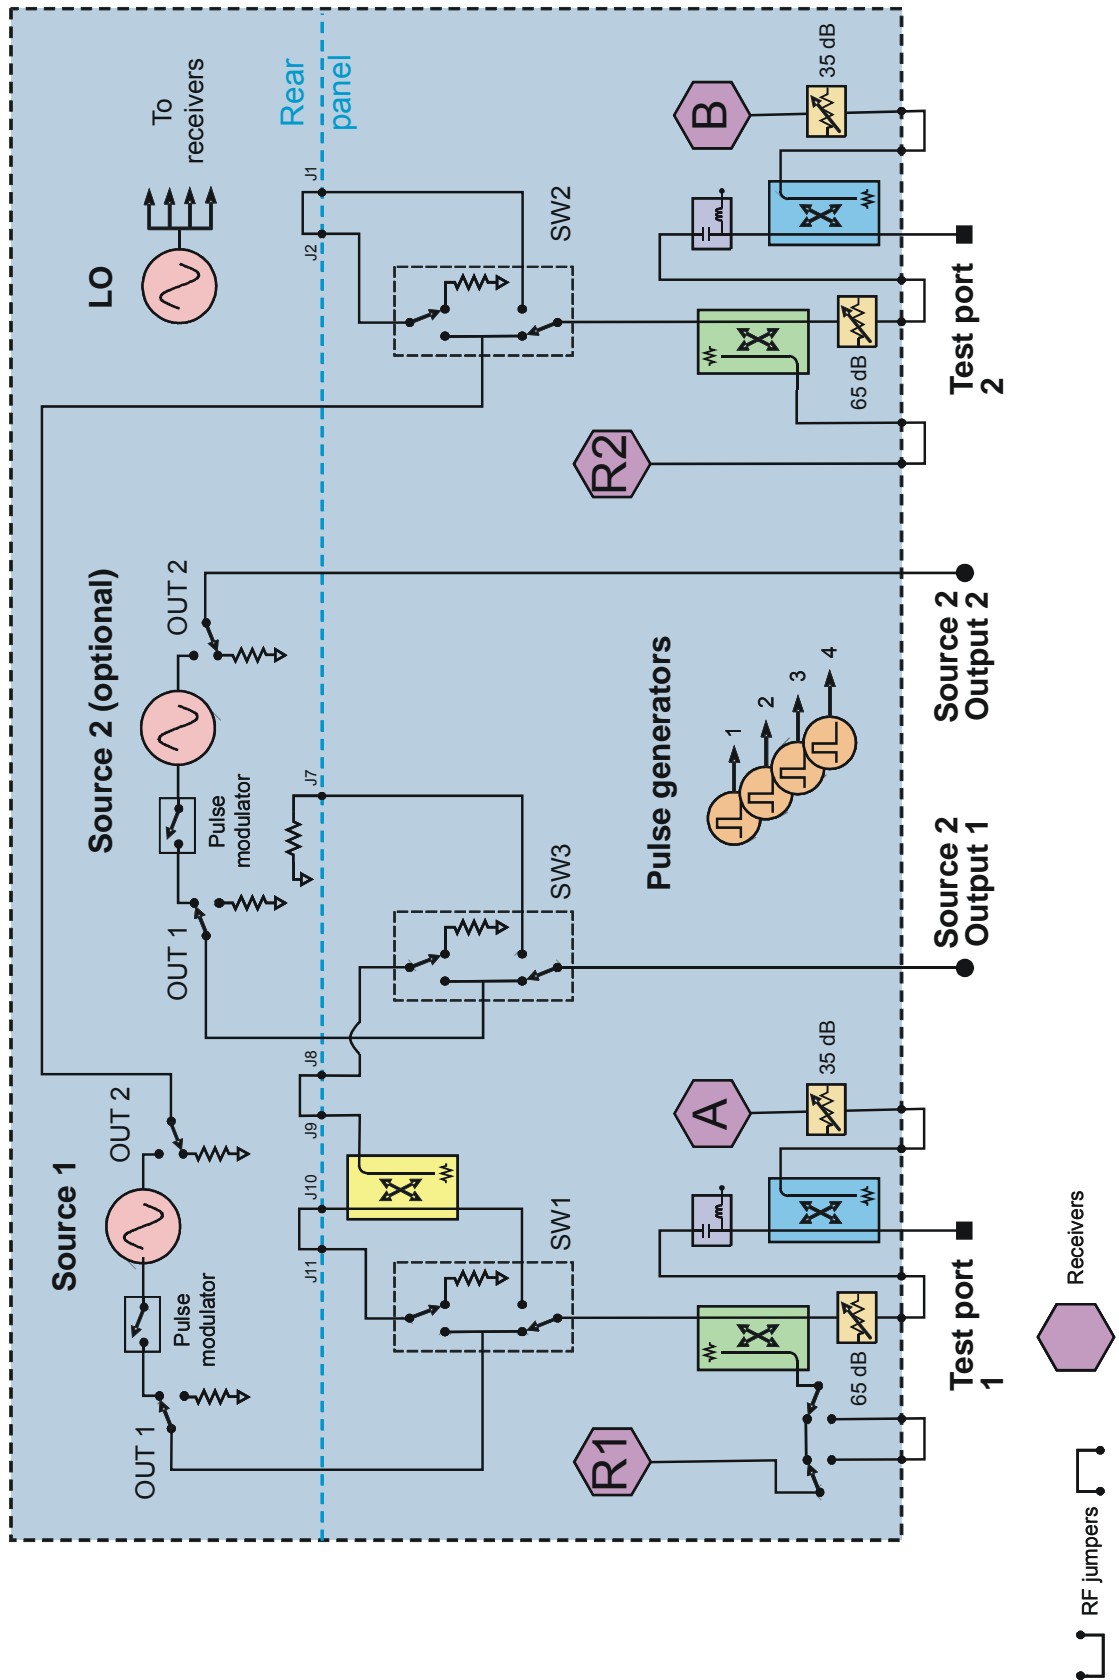 Source 1
OUT 1
Pulse
modulator
OUT 2
Source 2 (optional)
OUT 1
Pulse
modulator
OUT 2
LO
To
receivers
Rear
panel
J11
J10
J9
J8
J7
J2
J1
SW1
SW3
SW2
R1
A
Pulse generators
1
2
3
4
R2
B
65 dB
35 dB
65 dB
35 dB
Test port
1
Source 2
Output 1
Source 2
Output 2
Test port
2
RF jumpers
Receivers